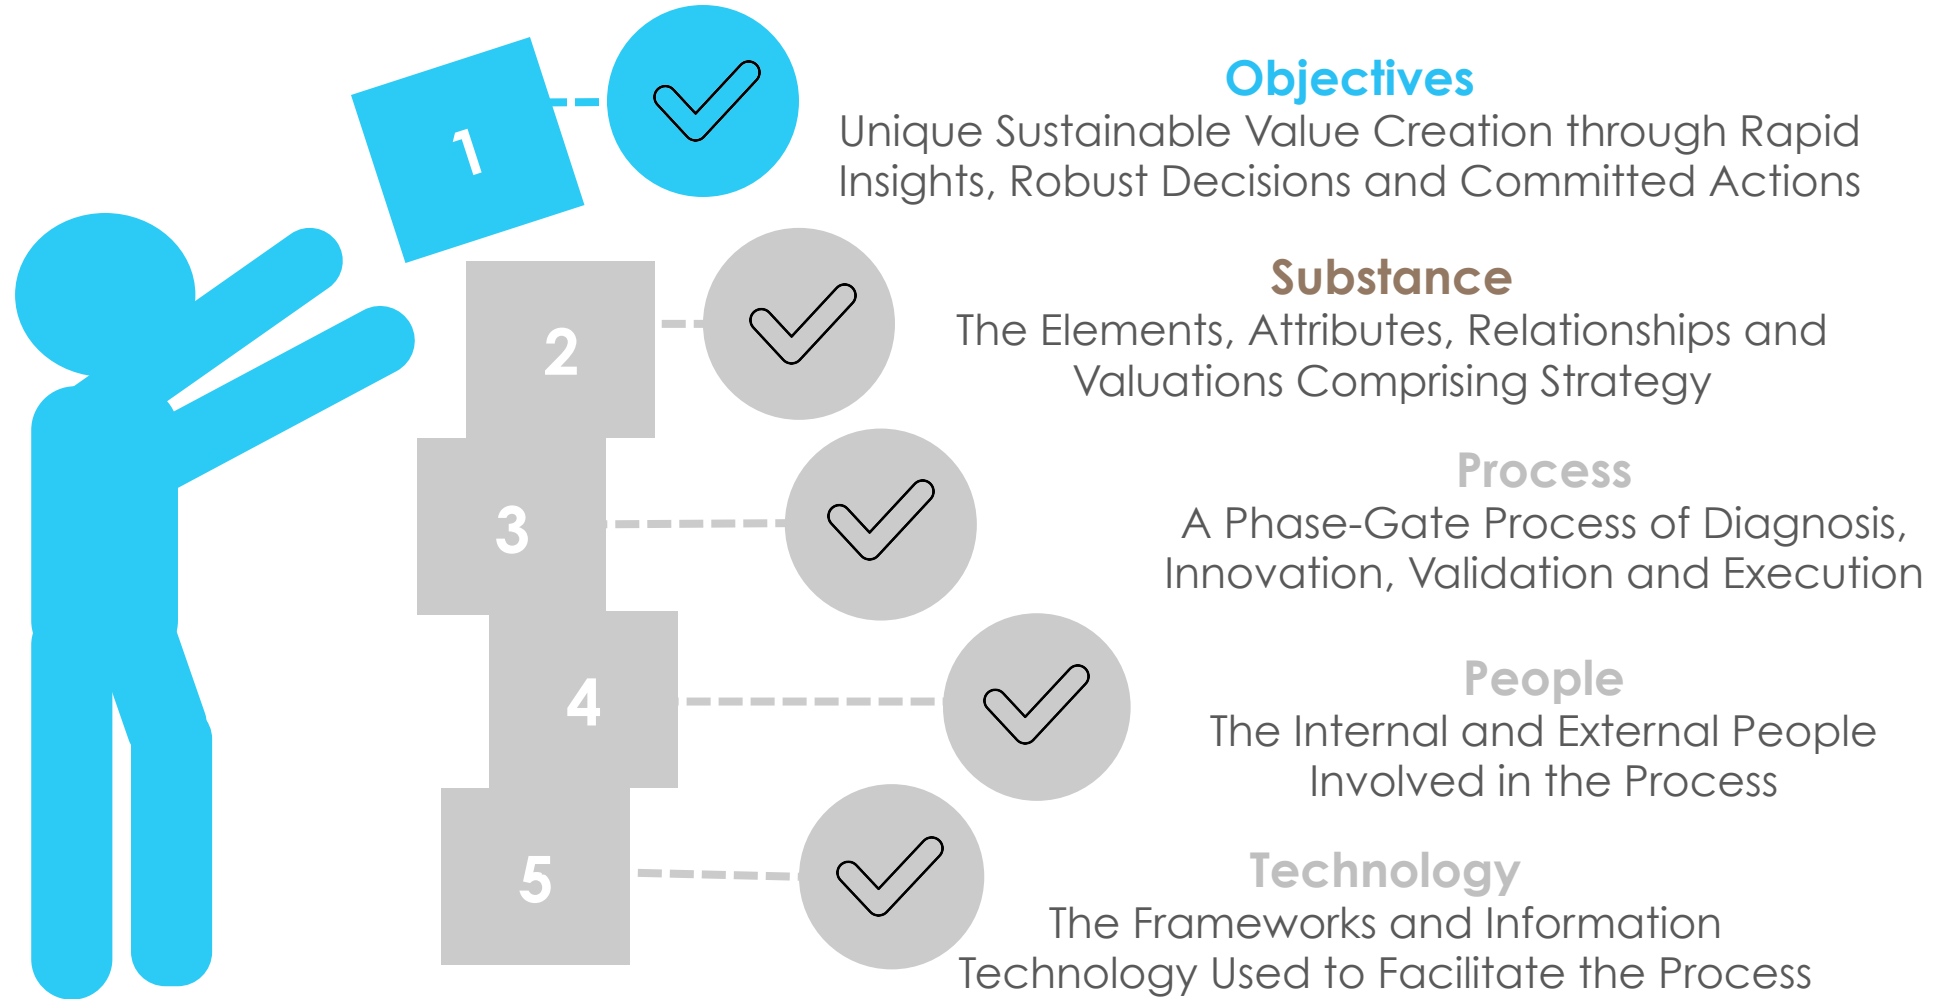 1
Objectives
Unique Sustainable Value Creation through Rapid
Insights, Robust Decisions and Committed Actions
2
Substance
The Elements, Attributes, Relationships and
Valuations Comprising Strategy
3
Process
A Phase-Gate Process of Diagnosis,
Innovation, Validation and Execution
4
People
The Internal and External People
Involved in the Process
5
Technology
The Frameworks and Information
Technology Used to Facilitate the Process